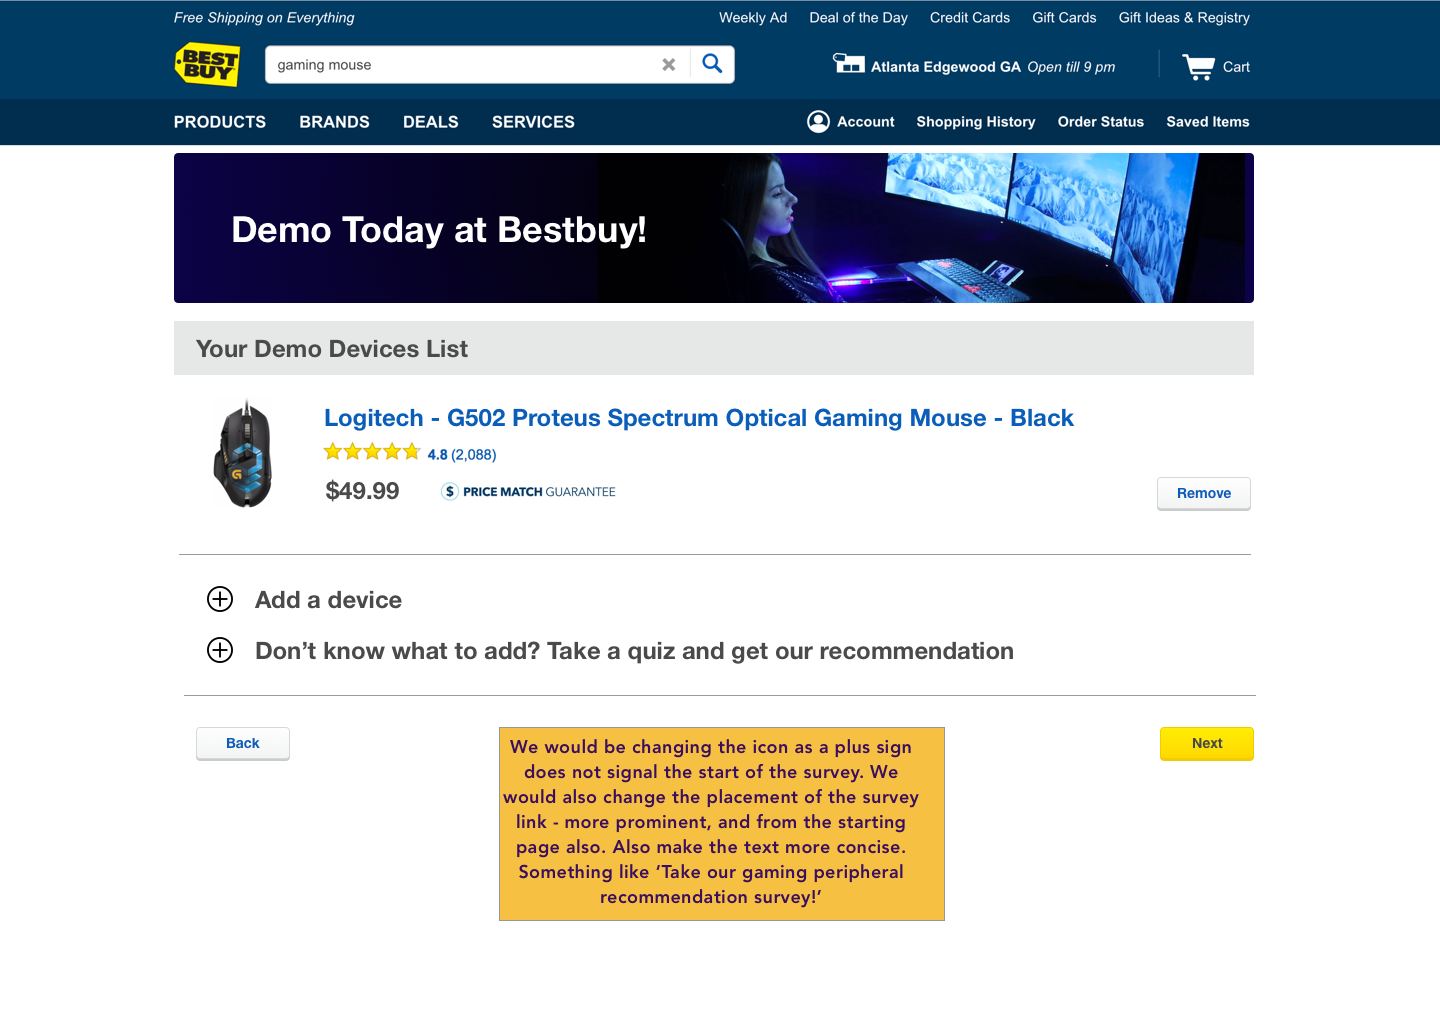 Free Shipping on Everything
Weekly Ad Deal of the Day Credit Cards Gift Cards Gift Ideas & Registry
BEST
BUY
gaming mouse
Atlanta Edgewood GA Open till 9 pm
Cart
PRODUCTS BRANDS DEALS SERVICES
Account Shopping History Order Status Saved Items
Demo Today at Bestbuy!
Your Demo Devices List
Logitech - G502 Proteus Spectrum Optical Gaming Mouse - Black
4.8 (2,088)
$49.99
$ PRICE MATCH GUARANTEE
Remove
Add a device
Don’t know what to add? Take a quiz and get our recommendation
Back
Next
We would be changing the icon as a plus sign
does not signal the start of the survey. We
would also change the placement of the survey
link - more prominent, and from the starting
page also. Also make the text more concise.
Something like ‘Take our gaming peripheral
recommendation survey!’